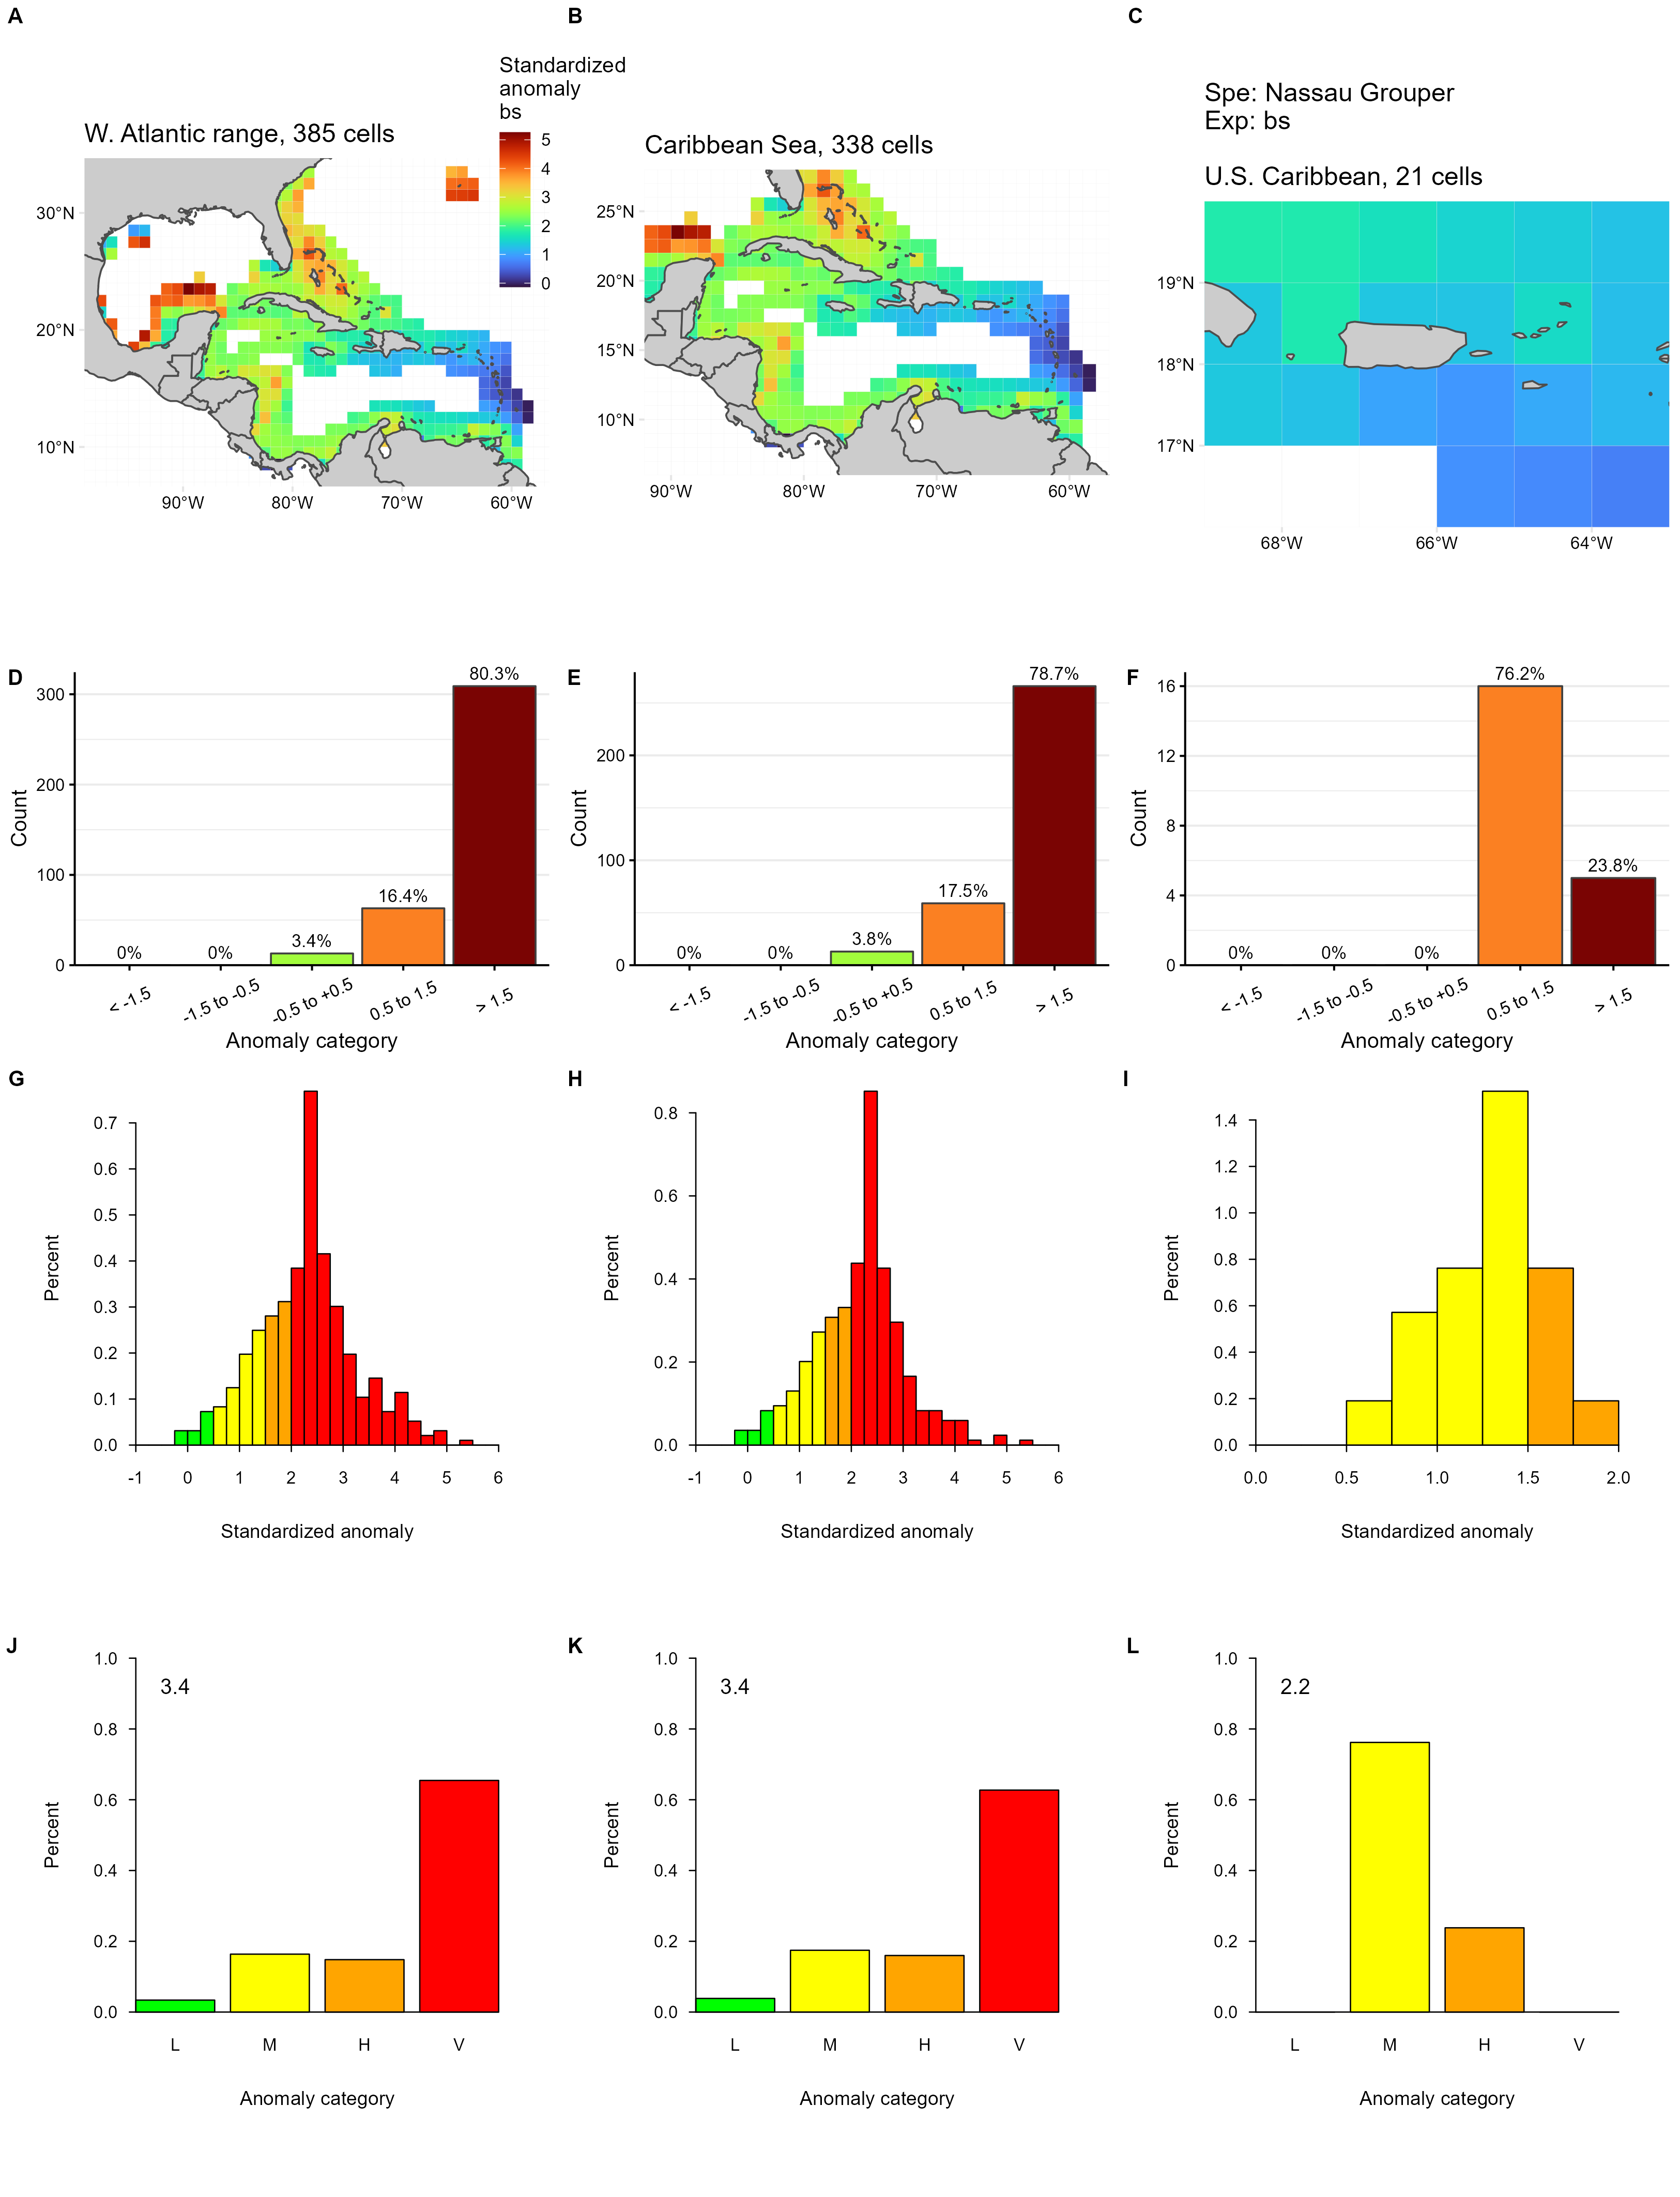 A
B
C
Standardized
anomaly
bs
5
4
3
2
1
0
W. Atlantic range, 385 cells
30°N
20°N
10°N
90°W 80°W 70°W 60°W
Caribbean Sea, 338 cells
25°N
20°N
15°N
10°N
90°W 80°W 70°W 60°W
Spe: Nassau Grouper
Exp: bs
U.S. Caribbean, 21 cells
19°N
18°N
17°N
68°W 66°W 64°W
D
Count
300
200
100
0
0% 0% 3.4% 16.4% 80.3%
< -1.5 -1.5 to -0.5 -0.5 to +0.5 0.5 to 1.5 > 1.5
Anomaly category
E
Count
200
100
0
0% 0% 3.8% 17.5% 78.7%
< -1.5 -1.5 to -0.5 -0.5 to +0.5 0.5 to 1.5 > 1.5
Anomaly category
F
Count
16
12
8
4
0
0% 0% 0% 76.2% 23.8%
< -1.5 -1.5 to -0.5 -0.5 to +0.5 0.5 to 1.5 > 1.5
Anomaly category
G
Percent
0.7
0.6
0.5
0.4
0.3
0.2
0.1
0.0
-1 0 1 2 3 4 5 6
Standardized anomaly
H
Percent
0.8
0.6
0.4
0.2
0.0
-1 0 1 2 3 4 5 6
Standardized anomaly
I
Percent
1.4
1.2
1.0
0.8
0.6
0.4
0.2
0.0
0.0 0.5 1.0 1.5 2.0
Standardized anomaly
J
3.4
Percent
1.0
0.8
0.6
0.4
0.2
0.0
L M H V
Anomaly category
K
3.4
Percent
1.0
0.8
0.6
0.4
0.2
0.0
L M H V
Anomaly category
L
2.2
Percent
1.0
0.8
0.6
0.4
0.2
0.0
L M H V
Anomaly category